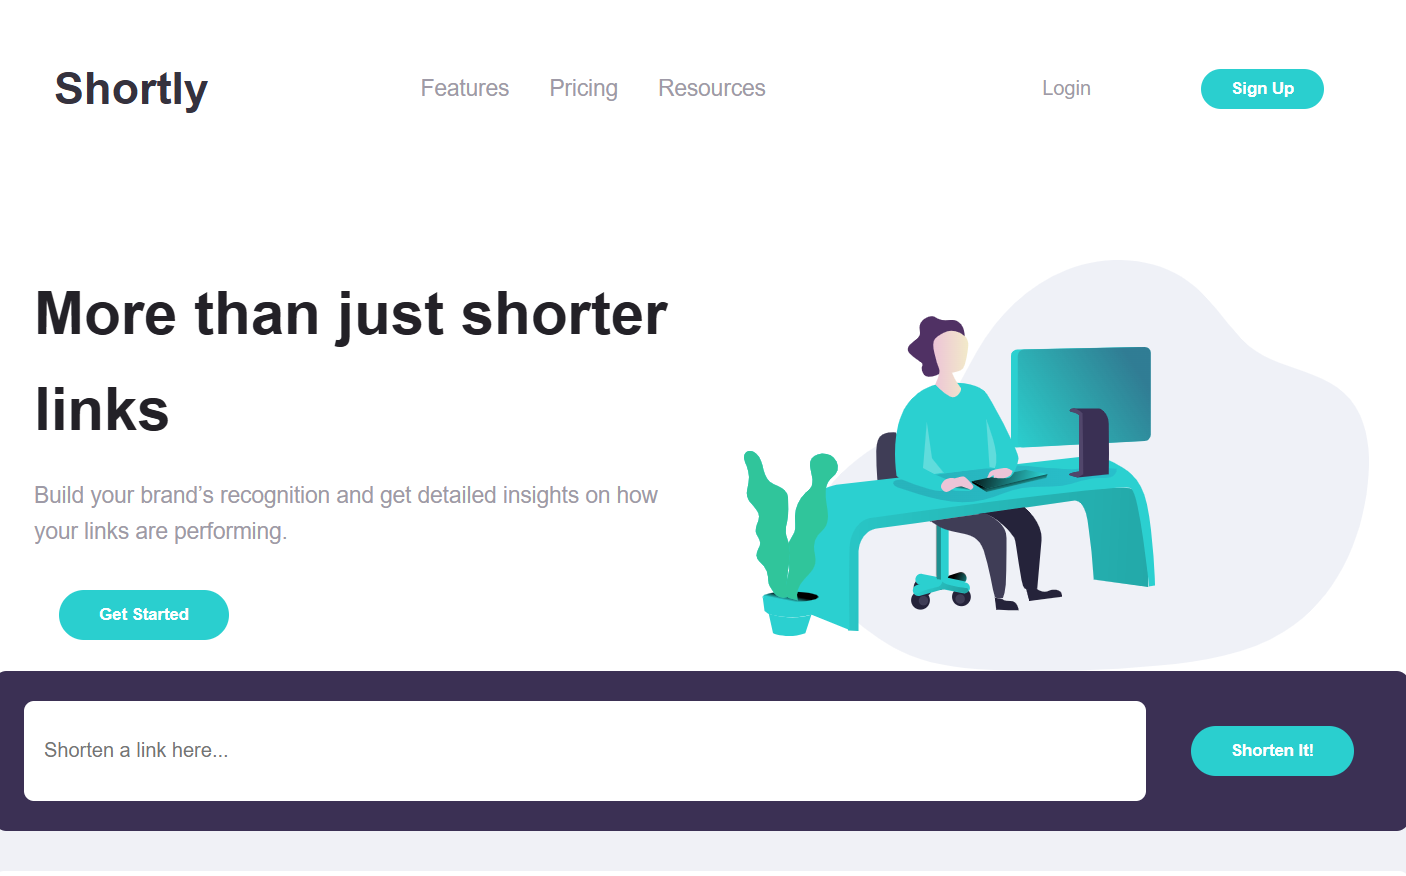 Shortly
Features Pricing Resources Login Sign Up
More than just shorter
links
Build your brand’s recognition and get detailed insights on how
your links are performing.
Get Started
Shorten a link here...
Shorten It!